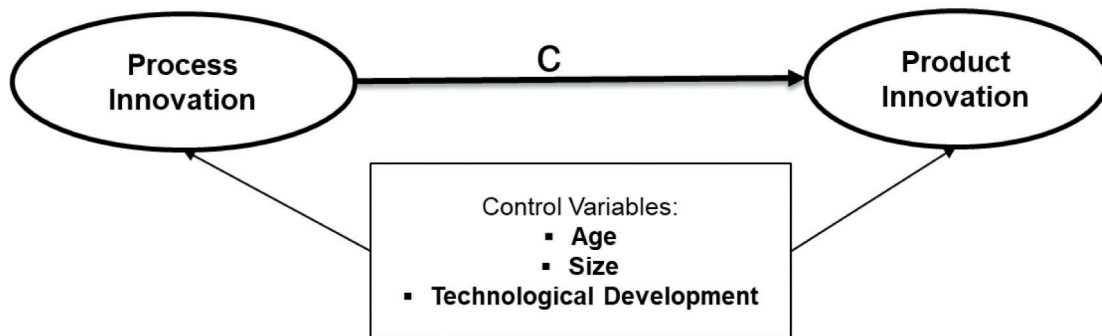 Process
Innovation
C
Product
Innovation
Control Variables:
▪ Age
▪ Size
▪ Technological Development